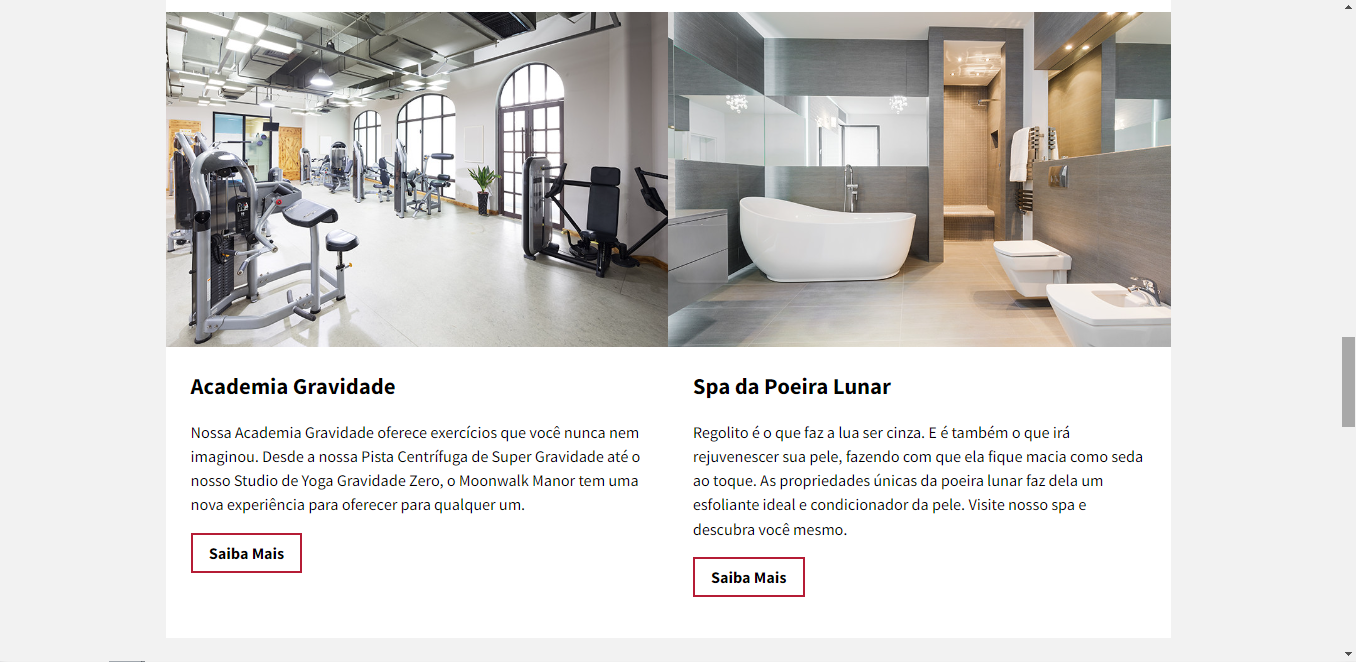 Academia Gravidade
Nossa Academia Gravidade oferece exercícios que você nunca nem
imaginou. Desde a nossa Pista Centrífuga de Super Gravidade até o
nosso Studio de Yoga Gravidade Zero, o Moonwalk Manor tem uma
nova experiência para oferecer para qualquer um.
Saiba Mais
Spa da Poeira Lunar
Regolito é o que faz a lua ser cinza. E é também o que irá
rejuvenescer sua pele, fazendo com que ela fique macia como seda
ao toque. As propriedades únicas da poeira lunar faz dela um
esfoliante ideal e condicionador da pele. Visite nosso spa e
descubra você mesmo.
Saiba Mais